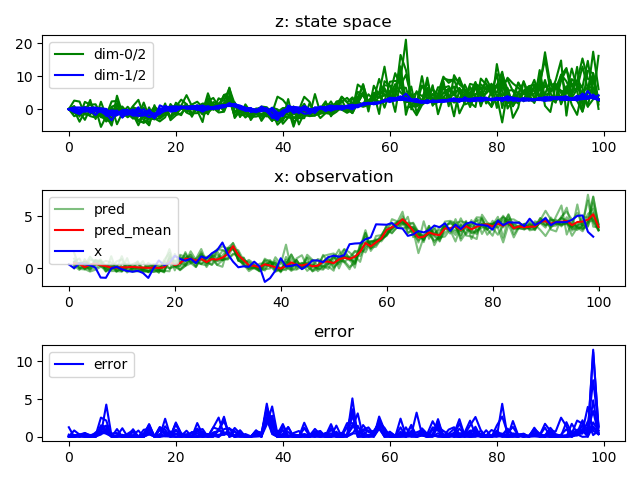 z: state space
20
10
0
dim-0/2
dim-1/2
0 20 40 60 80 100
x: observation
5
0
pred
pred_mean
x
0 20 40 60 80 100
error
10
5
0
error
0 20 40 60 80 100